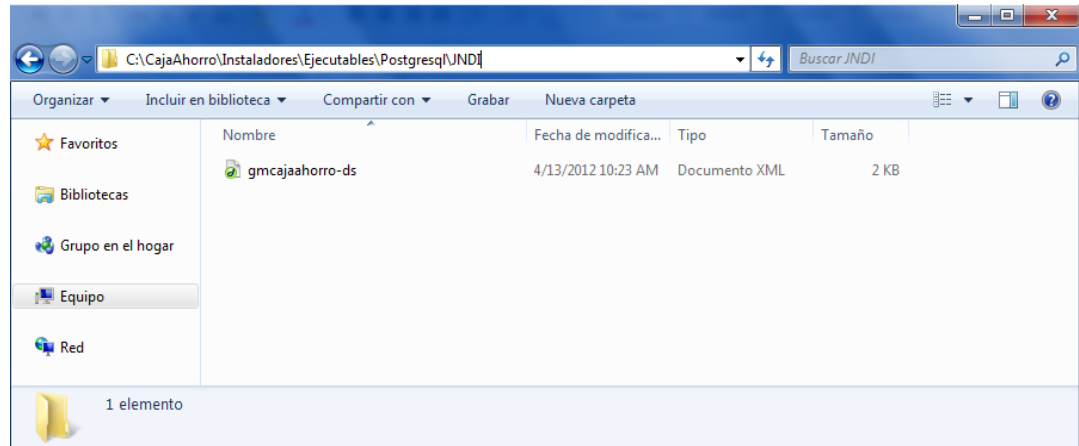 C:\CajaAhorro\Instaladores\Ejecutables\Postgresql\JNDI
Buscar JNDI
Organizar Incluir en biblioteca Compartir con Grabar Nueva carpeta
Favoritos
Bibliotecas
Grupo en el hogar
Equipo
Red
Nombre Fecha de modifica... Tipo Tamaño
gmcajaahorro-ds 4/13/2012 10:23 AM Documento XML 2 KB
1 elemento